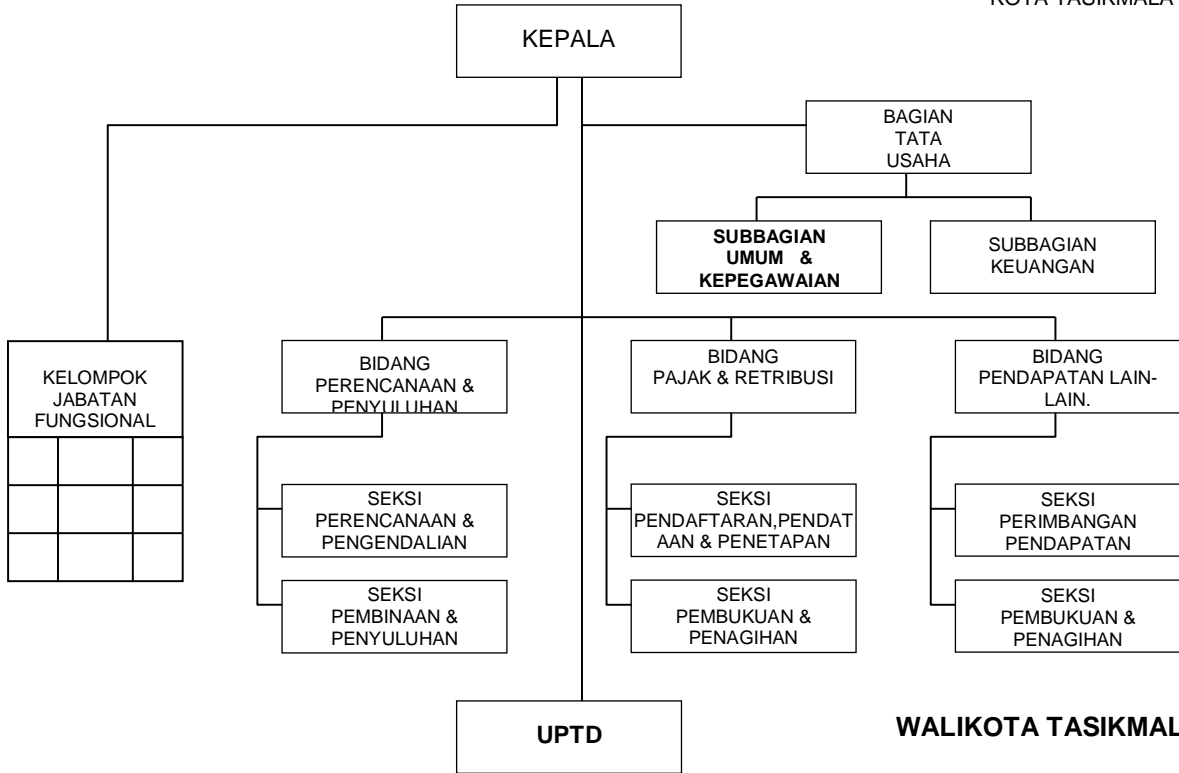 KOTA TASIKMALA
KEPALA
BAGIAN
TATA
USAHA
SUBBAGIAN
UMUM &
KEPEGAWAIAN
SUBBAGIAN
KEUANGAN
KELOMPOK
JABATAN
FUNGSIONAL
BIDANG
PERENCANAAN &
PENYULUHAN
BIDANG
PAJAK & RETRIBUSI
BIDANG
PENDAPATAN LAIN-
LAIN.
SEKSI
PERENCANAAN &
PENGENDALIAN
SEKSI
PENDAFTARAN,PENDAT
AAN & PENETAPAN
SEKSI
PERIMBANGAN
PENDAPATAN
SEKSI
PEMBINAAN &
PENYULUHAN
SEKSI
PEMBUKUAN &
PENAGIHAN
SEKSI
PEMBUKUAN &
PENAGIHAN
UPTD
WALIKOTA TASIKMAL